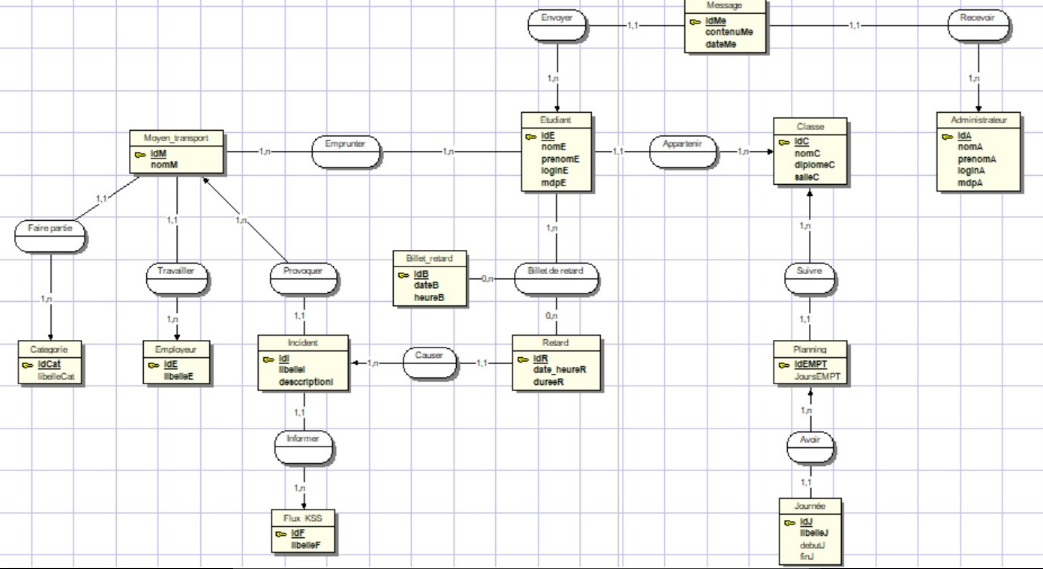 Message
idMe
contenuMe
dateMe
Envoyer
1,1
1,1
Recevoir
1,n
1,n
Etudiant
idE
nomE
prenomE
loginE
mdpE
Administrateur
idA
nomA
prenomA
loginA
mdpA
Classe
idC
nomC
diplomeC
salleC
Moyen_transport
idM
nomM
1,n
Emprunter
1,n
1,1
Appartenir
1,n
1,1
1,1
1,n
1,n
1,n
Faire partie
Travailler
Provoquer
Billet_retard
idB
dateB
heureB
0,n
Billet de retard
Suivre
1,n
1,n
1,1
0,n
1,1
Categorie
idCat
libelleCat
Employeur
idE
libelleE
Incident
idI
libelleI
desccriptionI
1,n
Causer
1,1
Retard
idR
date_heureR
dureeR
Planning
idEMPT
JoursEMPT
1,1
1,n
Informer
Avoir
1,n
1,1
Flux_KSS
idF
libelleF
Journée
idJ
libelleJ
debutJ
finJ